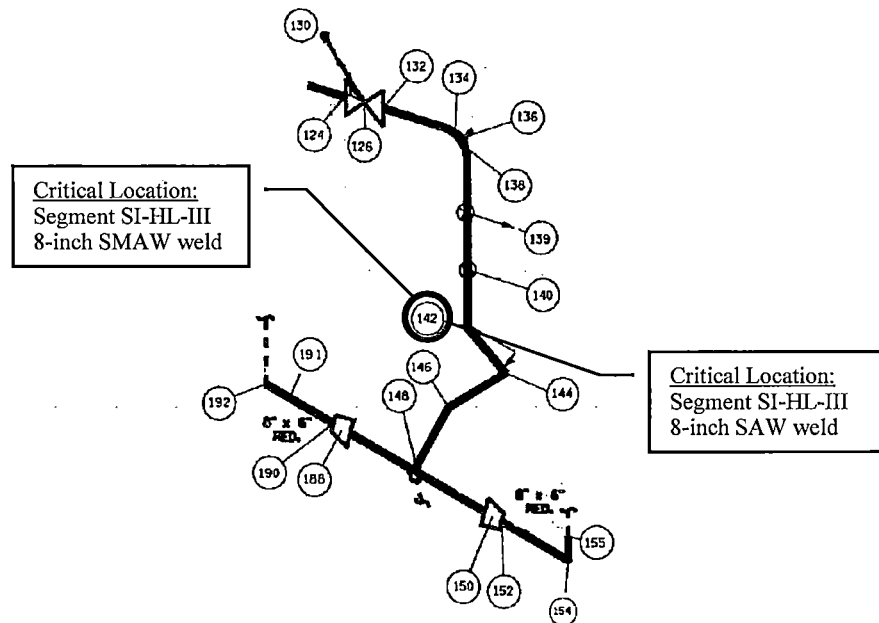 130
132
134
136
124
126
138
Critical Location:
Segment SI-HL-III
8-inch SMAW weld
139
140
142
146
144
191
148
192
Critical Location:
Segment SI-HL-III
8-inch SAW weld
8" x 6"
RED.
190
188
8" x 6"
RED.
155
150
152
154